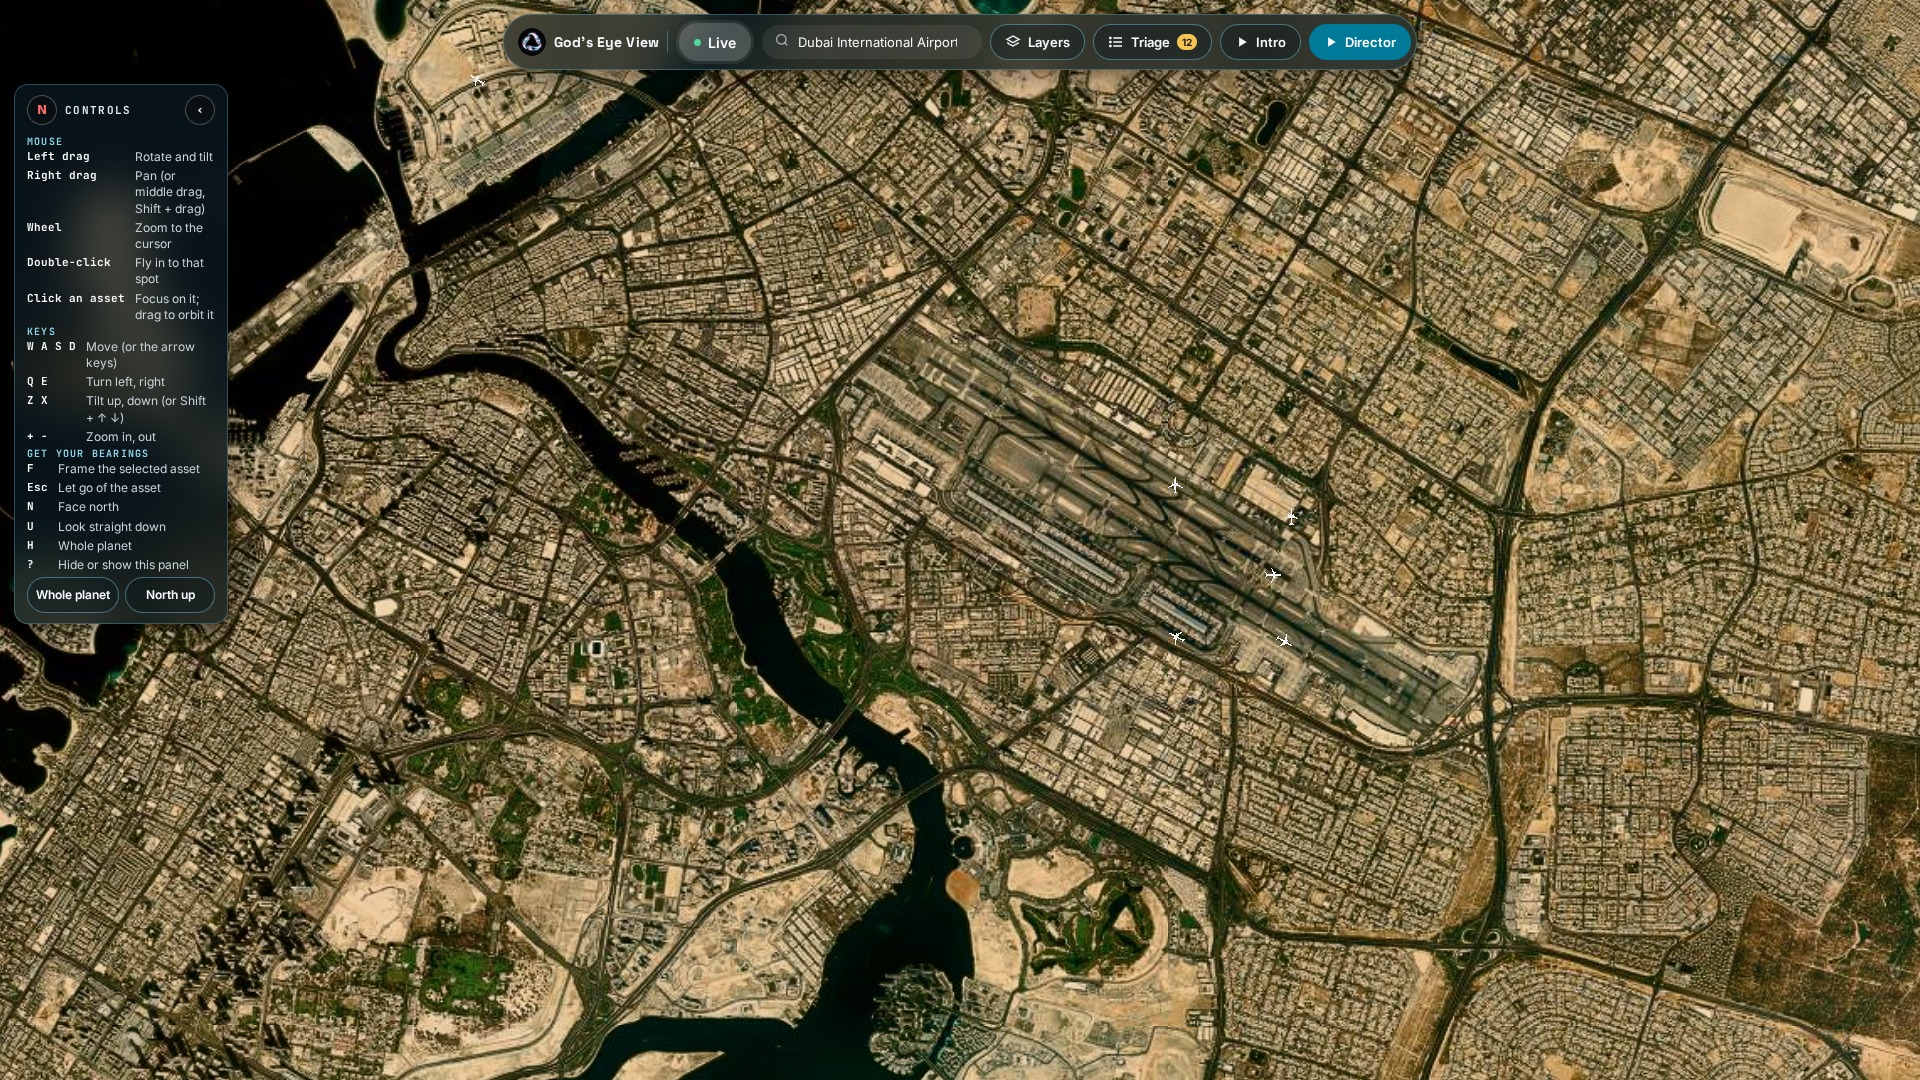 God's Eye View
Live
Dubai International Airport
Layers
Triage 12
Intro
Director
N CONTROLS ‹
MOUSE
Left drag Rotate and tilt
Right drag Pan (or
middle drag,
Shift + drag)
Wheel Zoom to the
cursor
Double-click Fly in to that
spot
Click an asset Focus on it;
drag to orbit it
KEYS
W A S D Move (or the arrow
keys)
Q E Turn left, right
Z X Tilt up, down (or Shift
+ ↑ ↓)
+ - Zoom in, out
GET YOUR BEARINGS
F Frame the selected asset
Esc Let go of the asset
N Face north
U Look straight down
H Whole planet
? Hide or show this panel
Whole planet North up